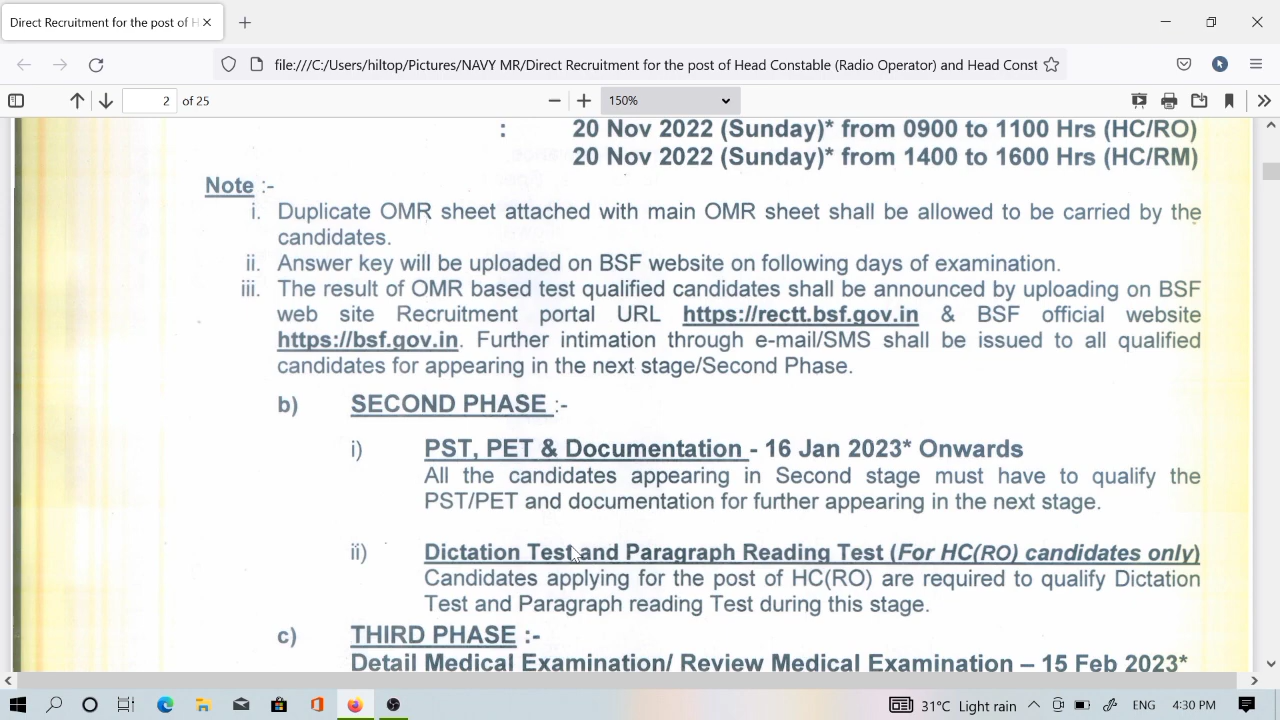 Direct Recruitment for the post of H
file:///C:/Users/hiltop/Pictures/NAVY MR/Direct Recruitment for the post of Head Constable (Radio Operator) and Head Const
2 of 25
150%
: 20 Nov 2022 (Sunday)* from 0900 to 1100 Hrs (HC/RO)
20 Nov 2022 (Sunday)* from 1400 to 1600 Hrs (HC/RM)
Note :-
i. Duplicate OMR sheet attached with main OMR sheet shall be allowed to be carried by the
candidates.
ii. Answer key will be uploaded on BSF website on following days of examination.
iii. The result of OMR based test qualified candidates shall be announced by uploading on BSF
web site Recruitment portal URL https://rectt.bsf.gov.in & BSF official website
https://bsf.gov.in. Further intimation through e-mail/SMS shall be issued to all qualified
candidates for appearing in the next stage/Second Phase.
b) SECOND PHASE :-
i) PST, PET & Documentation - 16 Jan 2023* Onwards
All the candidates appearing in Second stage must have to qualify the
PST/PET and documentation for further appearing in the next stage.
ii) Dictation Test and Paragraph Reading Test (For HC(RO) candidates only)
Candidates applying for the post of HC(RO) are required to qualify Dictation
Test and Paragraph reading Test during this stage.
c) THIRD PHASE :-
Detail Medical Examination/ Review Medical Examination – 15 Feb 2023*
31°C Light rain ENG 4:30 PM